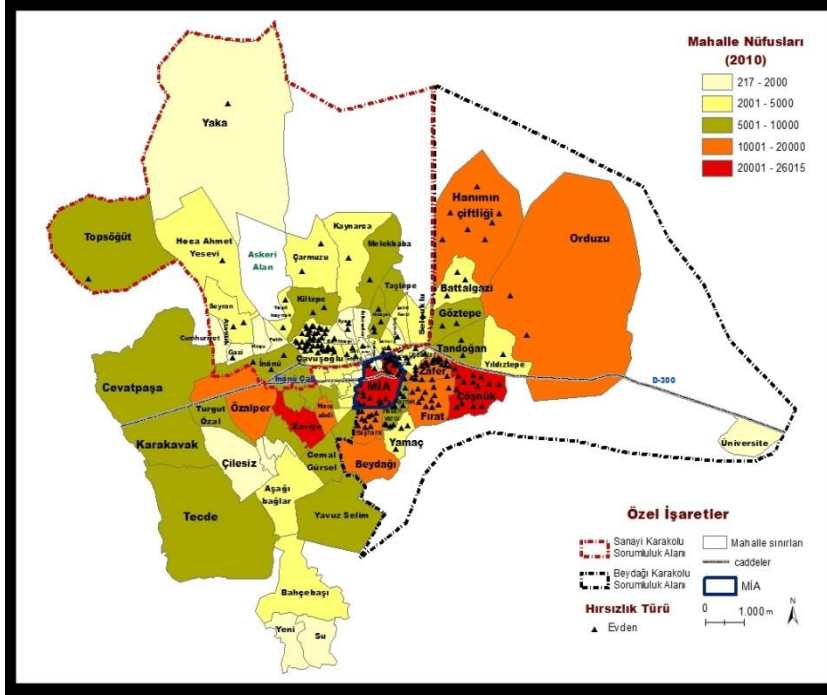 Mahalle Nüfusları
(2010)
217 - 2000
2001 - 5000
5001 - 10000
10001 - 20000
20001 - 26015
Yaka
Topsöğüt
Hoca Ahmet
Yesevi
Askeri
Alan
Kaynarca
Çarmuzu
Melekbaba
Hanımın
çiftliği
Orduzu
Taştepe
Battalgazi
Kiltepe
Seyran
Selçuklu
Göztepe
Cumhuriyet
Gazi
Fatih
Çavuşoğlu
Tandoğan
Yıldıztepe
İnönü
İnönü Cad.
Cevatpaşa
Zafer
D-300
MİA
Çöşnük
Özalper
Turgut
Özal
Zaviye
Fırat
Karakavak
Yamaç
Üniversite
Çilesiz
Cemal
Gürsel
Beydağı
Aşağı
bağlar
Yavuz Selim
Tecde
Bahçebaşı
Yeni
Su
Özel İşaretler
Sanayi Karakolu
Sorumluluk Alanı
Mahalle sınırları
caddeler
Beydağı Karakolu
Sorumluluk Alanı
MİA
Hırsızlık Türü
Evden
0
1.000 m
N